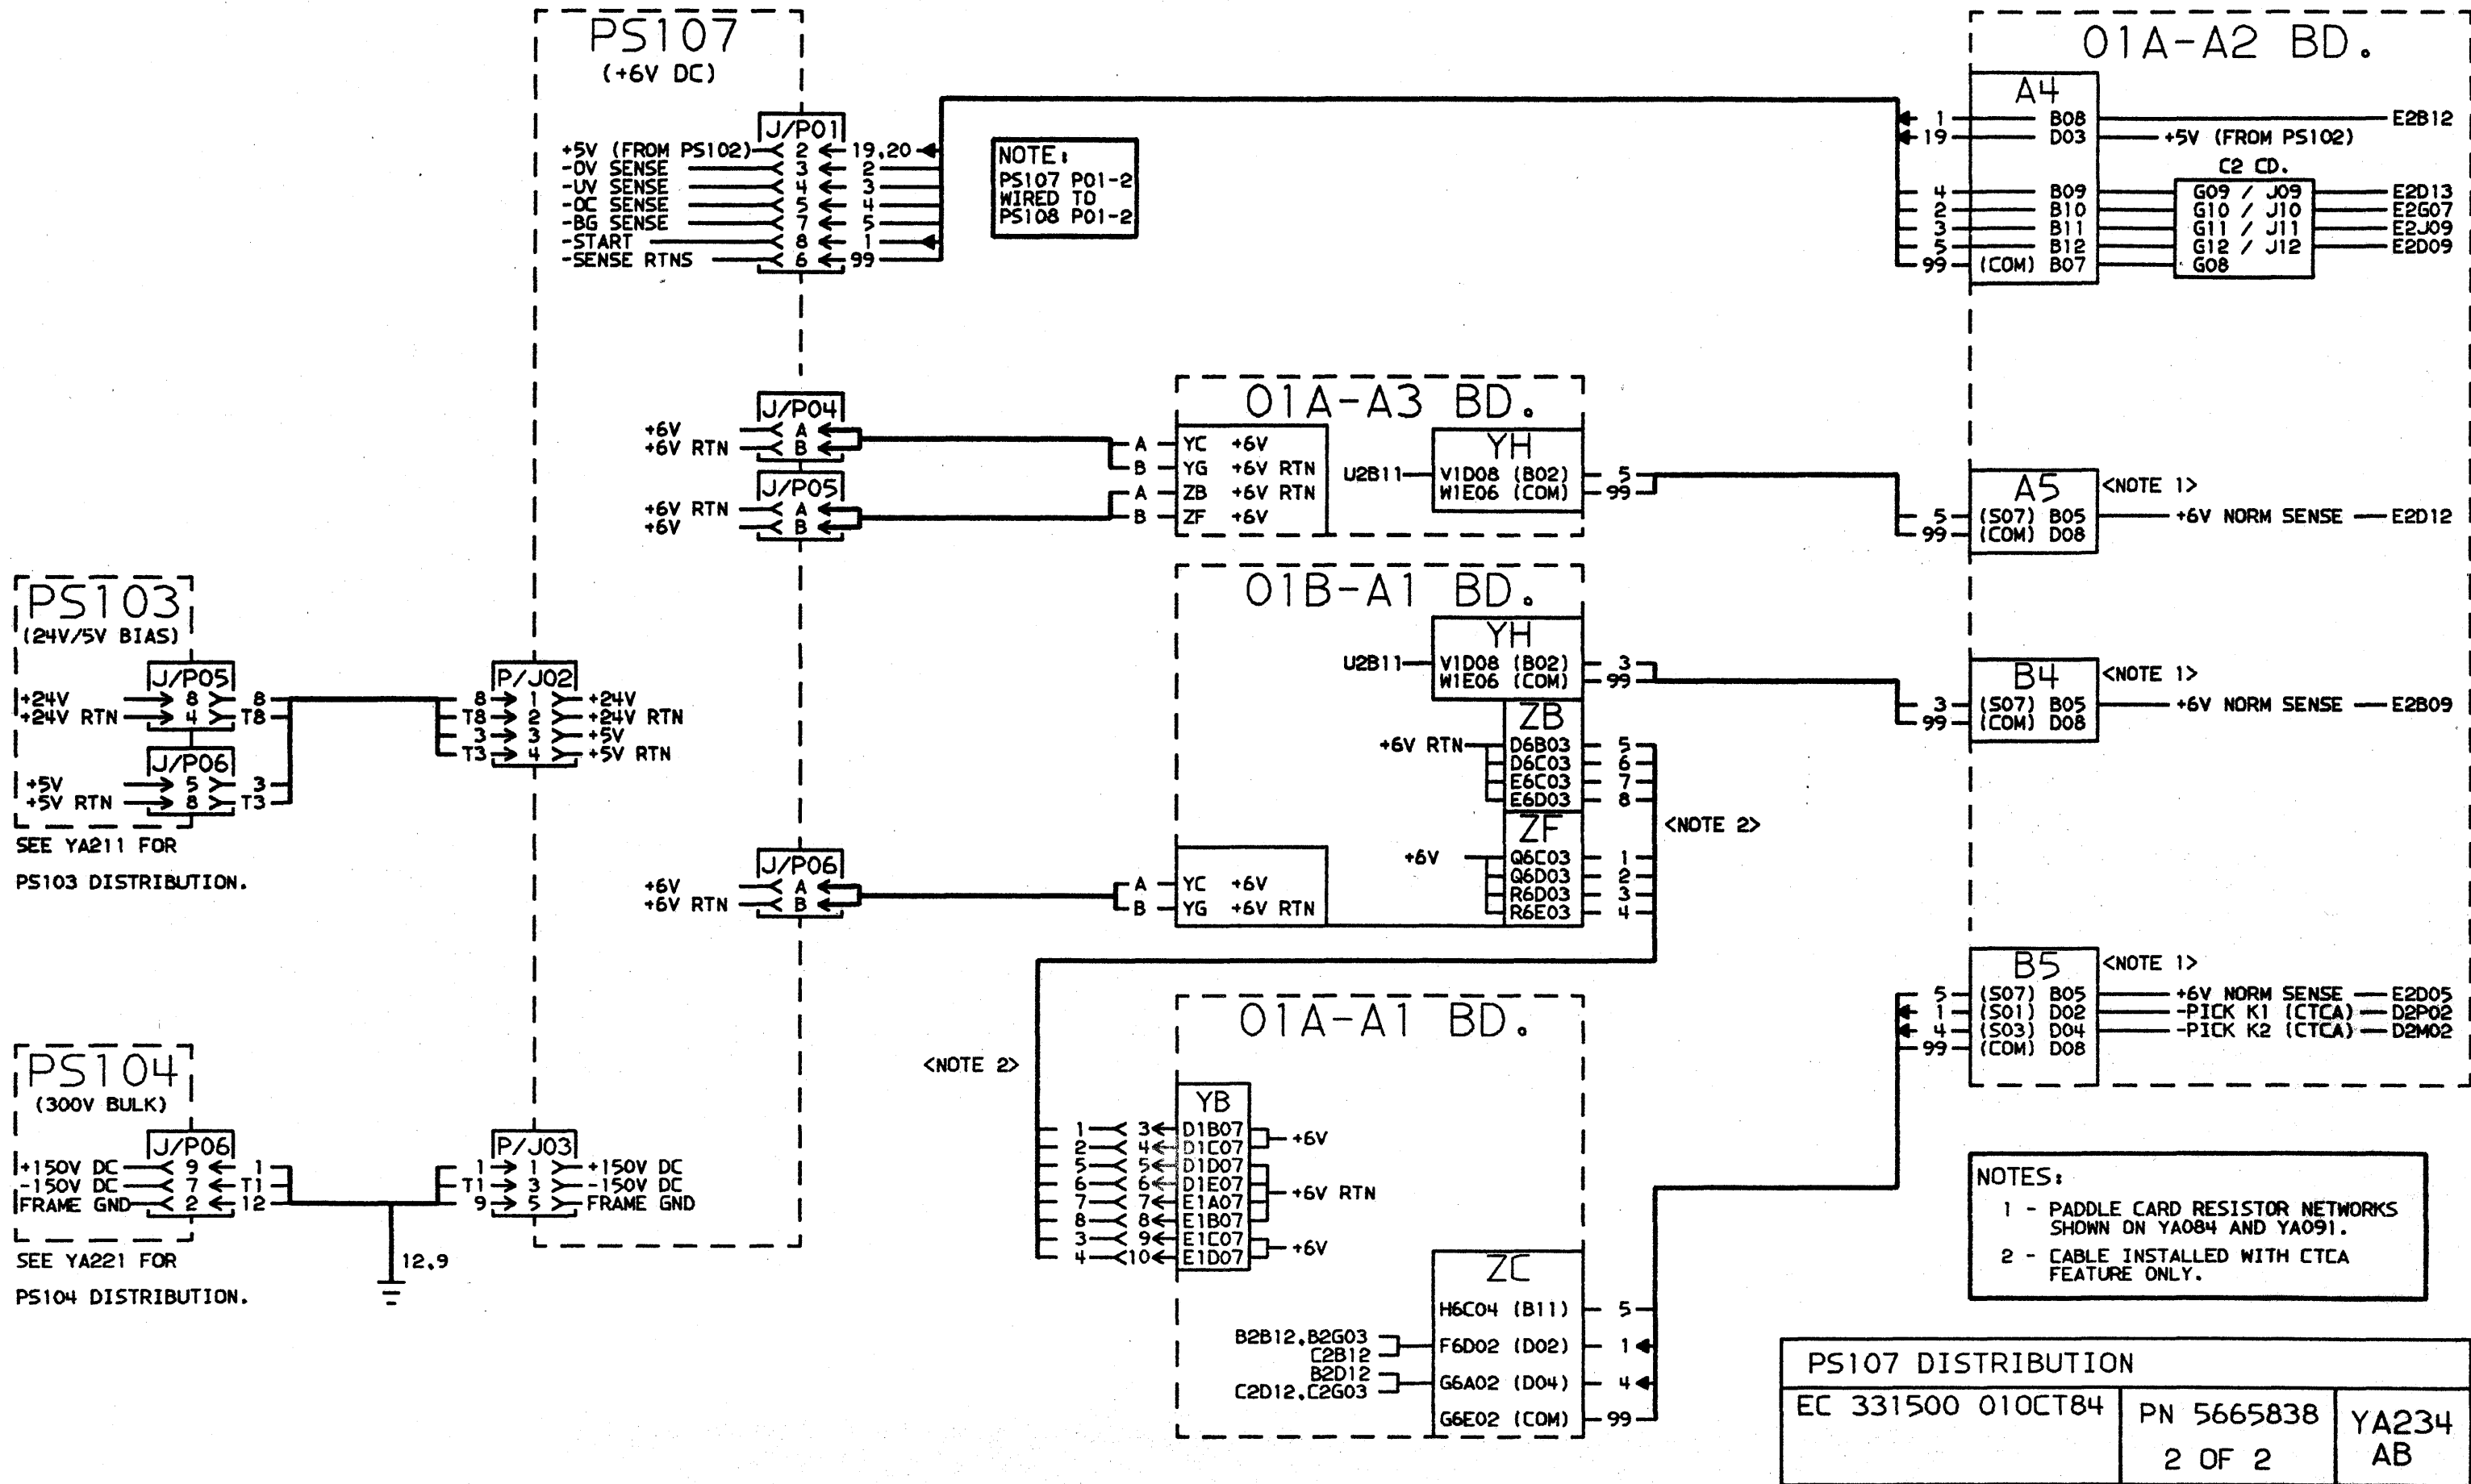 PS107
(+6V DC)
J/P01
+5V (FROM PS102) 2 19,20
-OV SENSE 3 2
-UV SENSE 4 3
-OC SENSE 5 4
-BG SENSE 7 5
-START 8 1
-SENSE RTNS 6 99
NOTE:
PS107 P01-2
WIRED TO
PS108 P01-2
01A-A2 BD.
A4
1 B08 E2B12
19 D03 +5V (FROM PS102)
C2 CD.
4 B09 G09 / J09 E2D13
2 B10 G10 / J10 E2G07
3 B11 G11 / J11 E2J09
5 B12 G12 / J12 E2D09
99 (COM) B07 G08
J/P04
+6V A
+6V RTN B
J/P05
+6V RTN A
+6V B
01A-A3 BD.
A YC +6V
B YG +6V RTN
A ZB +6V RTN
B ZF +6V
YH
U2B11 V1D08 (B02) 5
W1E06 (COM) 99
A5 <NOTE 1>
5 (S07) B05 +6V NORM SENSE E2D12
99 (COM) D08
PS103
(24V/5V BIAS)
J/P05
+24V 8 8
+24V RTN 4 T8
J/P06
+5V 5 3
+5V RTN 8 T3
SEE YA211 FOR
PS103 DISTRIBUTION.
P/J02
8 1 +24V
T8 2 +24V RTN
3 3 +5V
T3 4 +5V RTN
01B-A1 BD.
YH
U2B11 V1D08 (B02) 3
W1E06 (COM) 99
ZB
+6V RTN D6B03 5
D6C03 6
E6C03 7
E6D03 8
ZF
+6V Q6C03 1
Q6D03 2
R6D03 3
R6E03 4
<NOTE 2>
B4 <NOTE 1>
3 (S07) B05 +6V NORM SENSE E2B09
99 (COM) D08
J/P06
+6V A
+6V RTN B
A YC +6V
B YG +6V RTN
B5 <NOTE 1>
5 (S07) B05 +6V NORM SENSE E2D05
1 (S01) D02 -PICK K1 (CTCA) D2P02
4 (S03) D04 -PICK K2 (CTCA) D2M02
99 (COM) D08
PS104
(300V BULK)
J/P06
+150V DC 9 1
-150V DC 7 T1
FRAME GND 2 12
SEE YA221 FOR
PS104 DISTRIBUTION.
12,9
P/J03
1 1 +150V DC
T1 3 -150V DC
9 5 FRAME GND
<NOTE 2>
01A-A1 BD.
YB
1 3 D1B07 +6V
2 4 D1C07
5 5 D1D07
6 6 D1E07 +6V RTN
7 7 E1A07
8 8 E1B07
3 9 E1C07 +6V
4 10 E1D07
ZC
H6C04 (B11) 5
B2B12,B2G03
C2B12
F6D02 (D02) 1
B2D12
C2D12,C2G03
G6A02 (D04) 4
G6E02 (COM) 99
NOTES:
1 - PADDLE CARD RESISTOR NETWORKS
SHOWN ON YA084 AND YA091.
2 - CABLE INSTALLED WITH CTCA
FEATURE ONLY.
PS107 DISTRIBUTION
EC 331500 01OCT84
PN 5665838
2 OF 2
YA234
AB